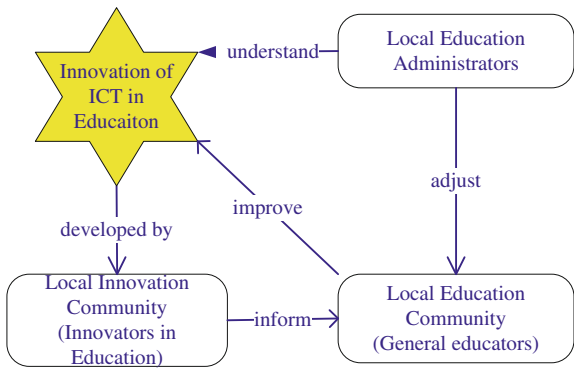 Innovation of
ICT in
Educaiton
understand
Local Education
Administrators
adjust
improve
developed by
Local Innovation
Community
(Innovators in
Education)
inform
Local Education
Community
(General educators)